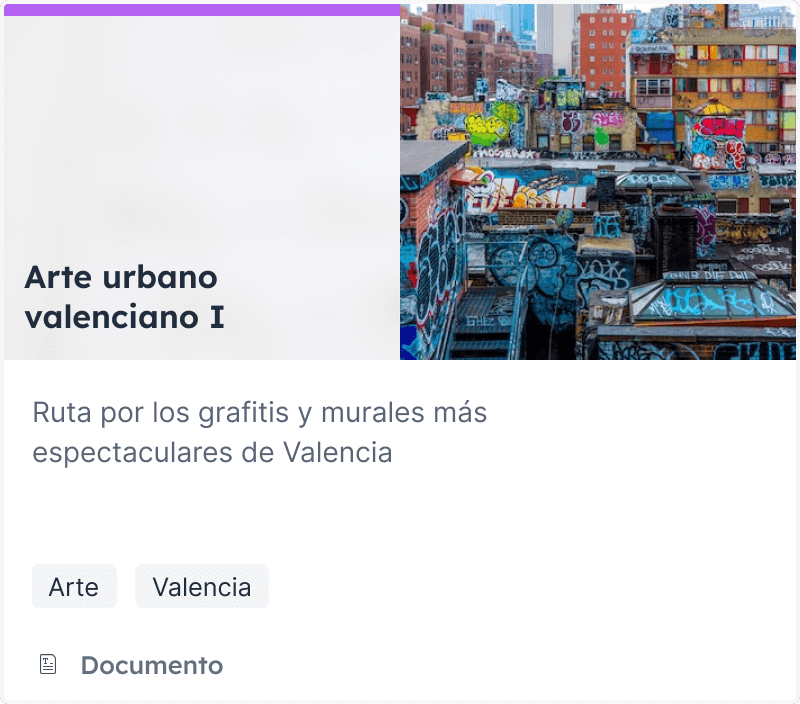 Arte urbano
valenciano I
Ruta por los grafitis y murales más
espectaculares de Valencia
Arte
Valencia
Documento